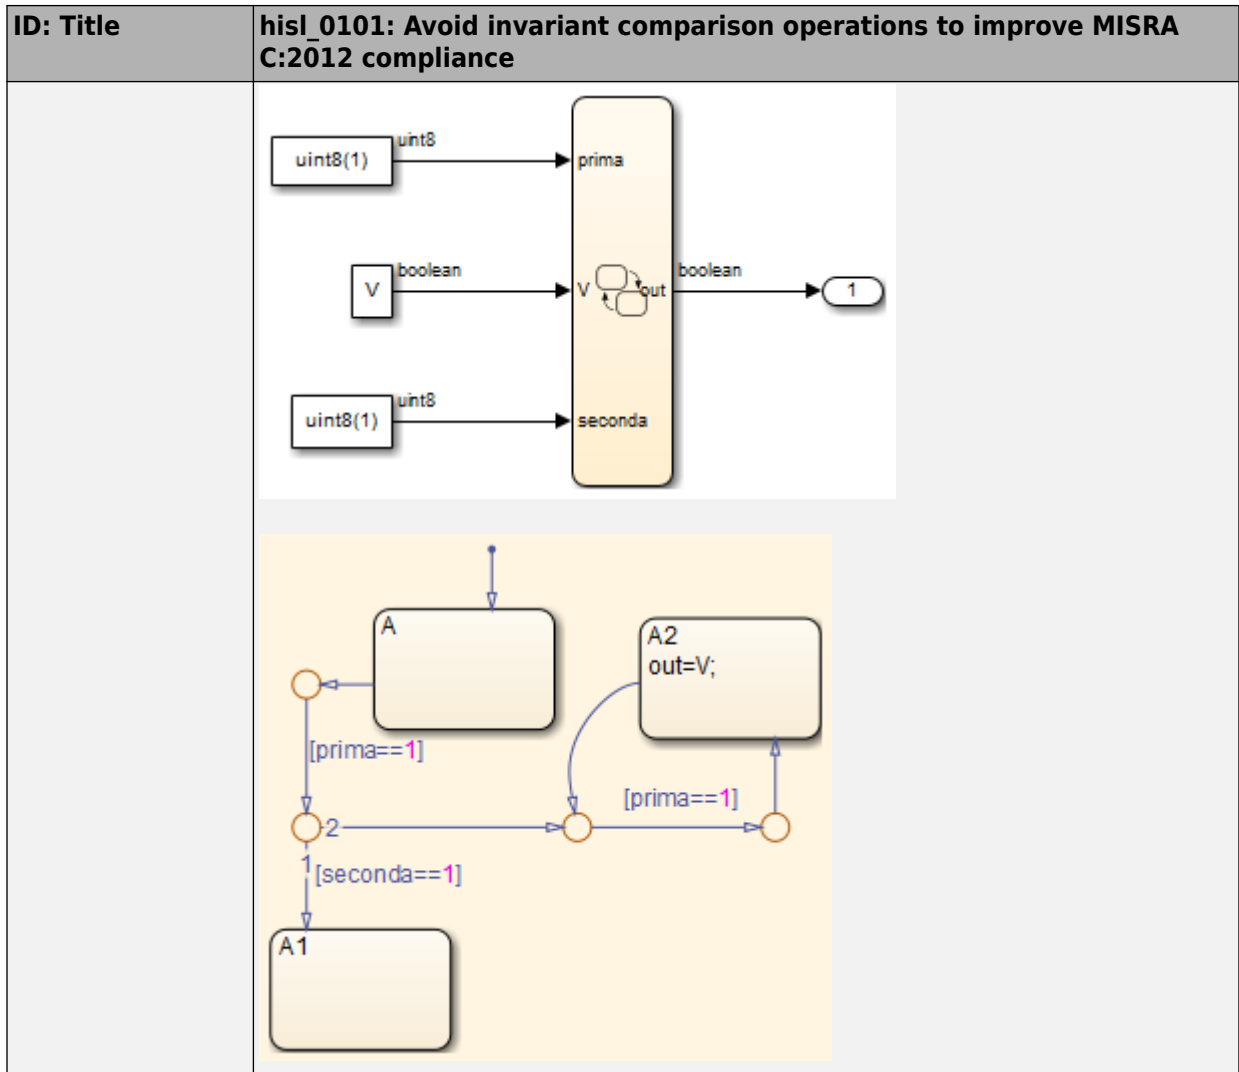 ID: Title
hisl_0101: Avoid invariant comparison operations to improve MISRA
C:2012 compliance
uint8(1)
uint8
prima
V
boolean
V
out
boolean
1
uint8(1)
uint8
seconda
A
A2
out=V;
[prima==1]
[prima==1]
2
1
[seconda==1]
A1